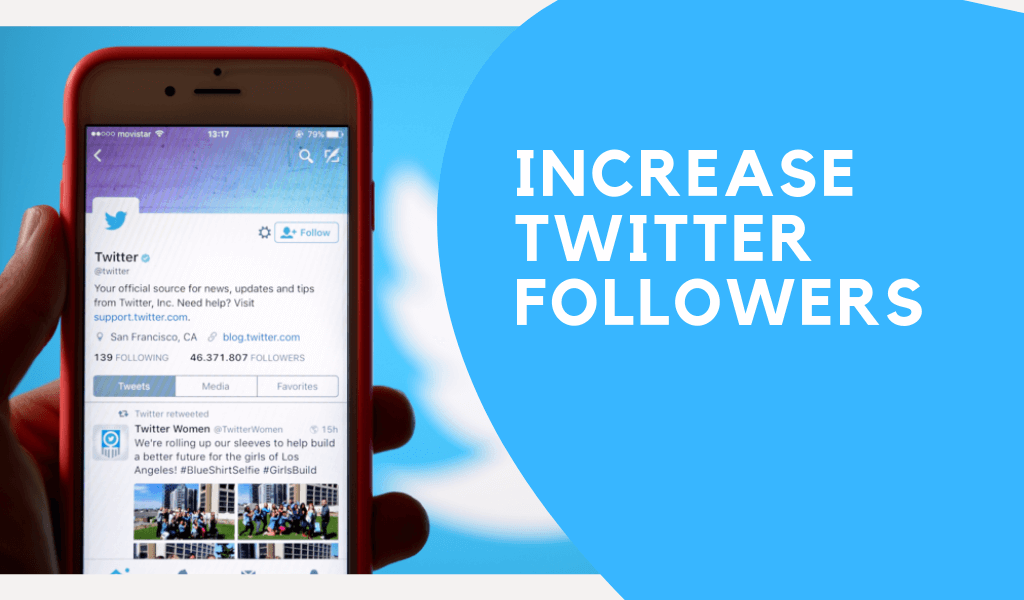 INCREASE
TWITTER
FOLLOWERS
movistar 13:17 79%
Follow
Twitter
@twitter
Your official source for news, updates and tips
from Twitter, Inc. Need help? Visit
support.twitter.com.
San Francisco, CA blog.twitter.com
139 FOLLOWING 46.371.807 FOLLOWERS
Tweets Media Favorites
Twitter retweeted
Twitter Women @TwitterWomen 15h
We're rolling up our sleeves to help build
a better future for the girls of Los
Angeles! #BlueShirtSelfie #GirlsBuild